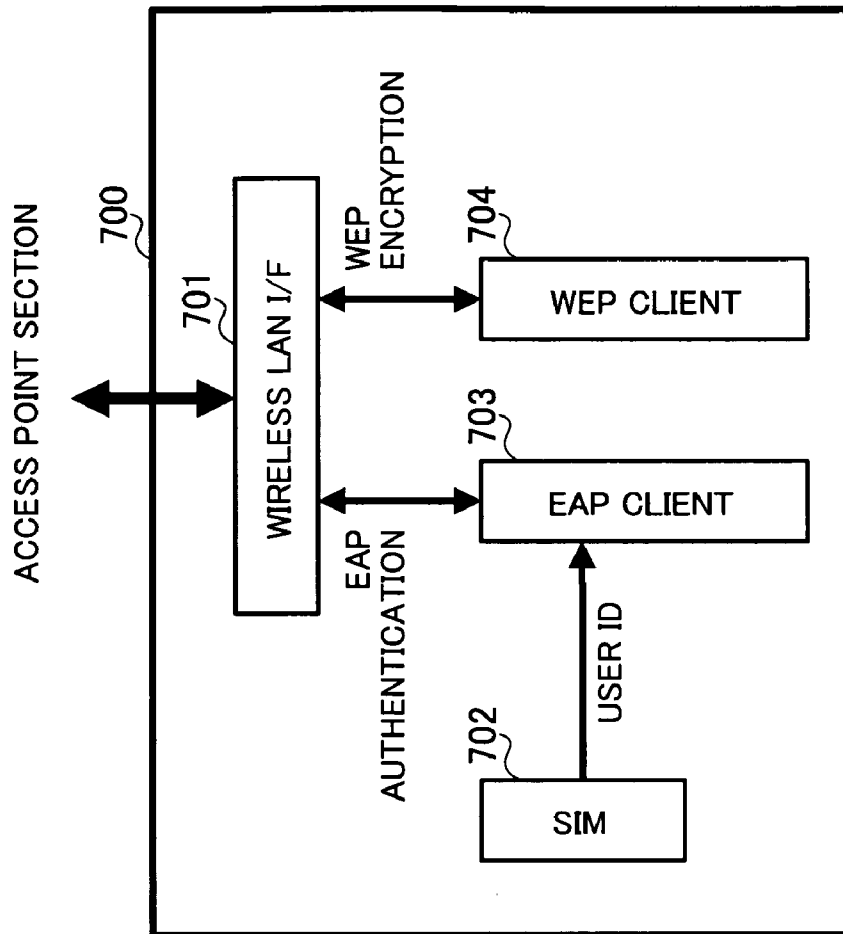 ACCESS POINT SECTION
700
701
WIRELESS LAN I/F
EAP
AUTHENTICATION
WEP
ENCRYPTION
702
SIM
USER ID
703
EAP CLIENT
704
WEP CLIENT